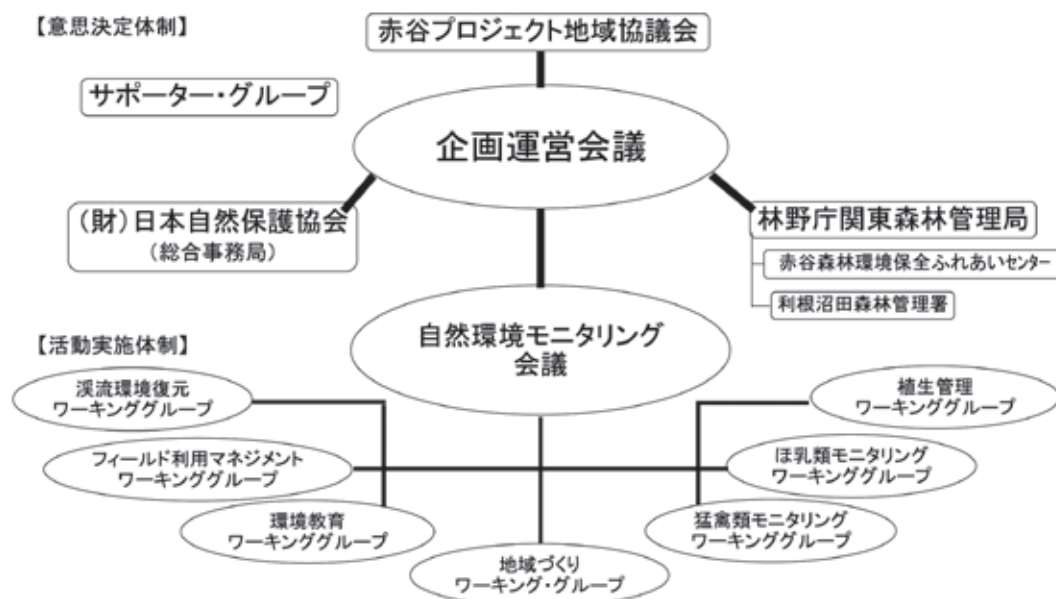 【意思決定体制】
赤谷プロジェクト地域協議会
サポーター・グループ
企画運営会議
(財)日本自然保護協会
(総合事務局)
林野庁関東森林管理局
赤谷森林環境保全ふれあいセンター
利根沼田森林管理署
自然環境モニタリング
会議
【活動実施体制】
渓流環境復元
ワーキンググループ
植生管理
ワーキンググループ
フィールド利用マネジメント
ワーキンググループ
ほ乳類モニタリング
ワーキンググループ
環境教育
ワーキンググループ
猛禽類モニタリング
ワーキンググループ
地域づくり
ワーキング・グループ